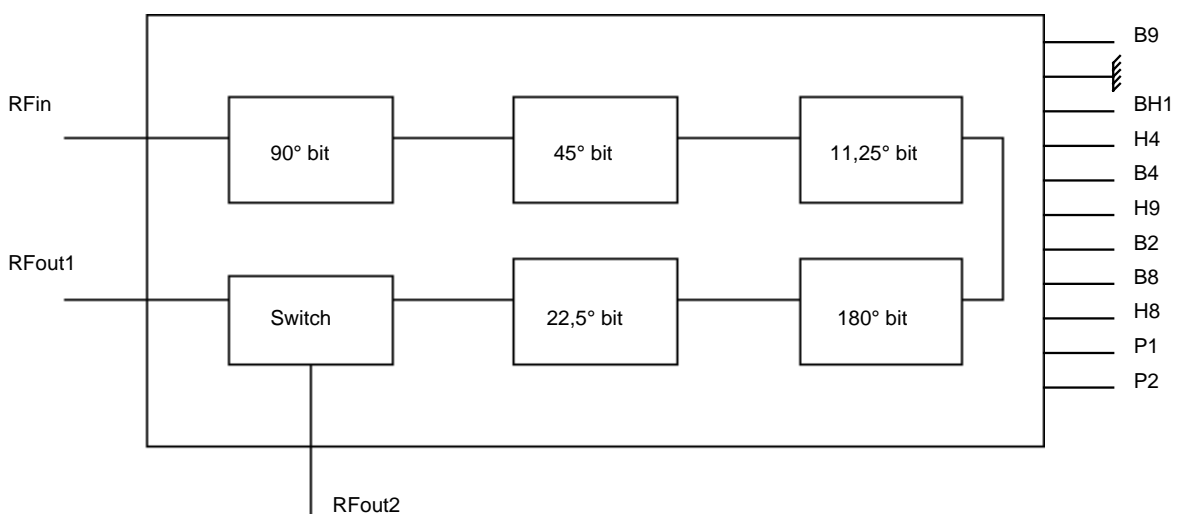 B9
RFin
BH1
90° bit
45° bit
11,25° bit
H4
B4
H9
RFout1
B2
B8
Switch
22,5° bit
180° bit
H8
P1
P2
RFout2